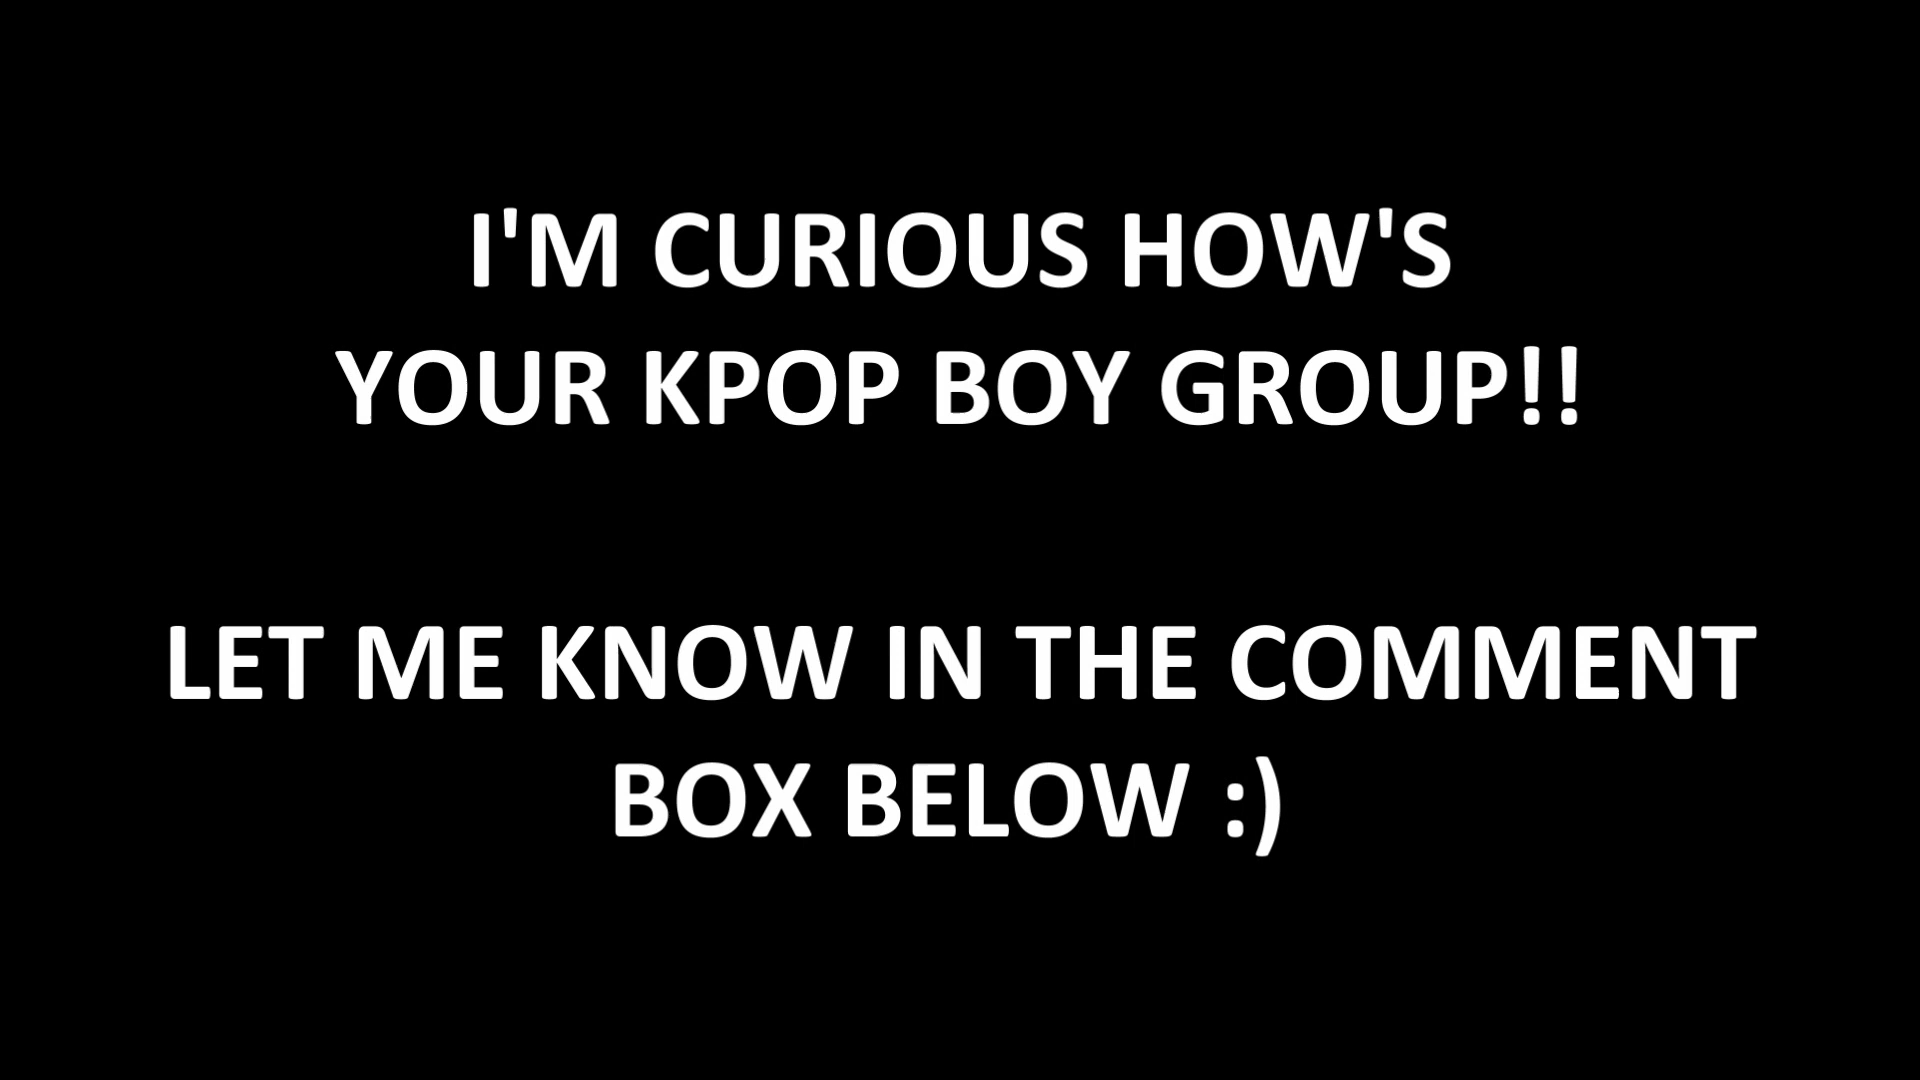 I'M CURIOUS HOW'S
YOUR KPOP BOY GROUP!!
LET ME KNOW IN THE COMMENT
BOX BELOW :)